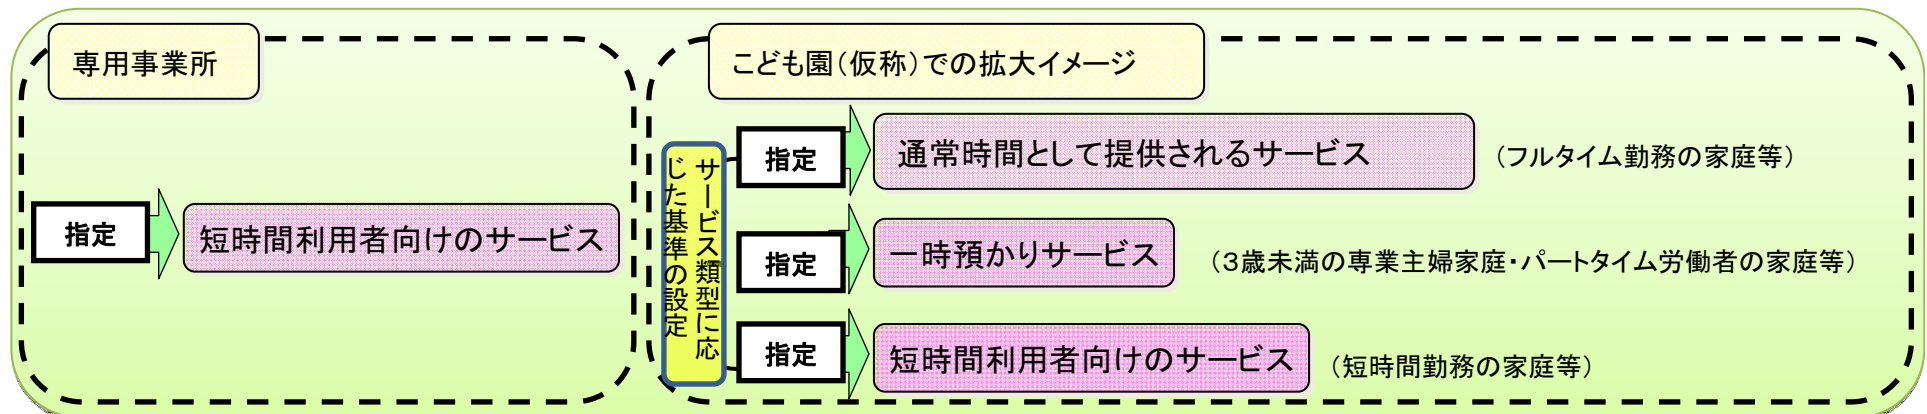 専用事業所
指定
短時間利用者向けのサービス
こども園(仮称)での拡大イメージ
サービス類型に応
じた基準の設定
指定
通常時間として提供されるサービス
(フルタイム勤務の家庭等)
指定
一時預かりサービス
(3歳未満の専業主婦家庭・パートタイム労働者の家庭等)
指定
短時間利用者向けのサービス
(短時間勤務の家庭等)